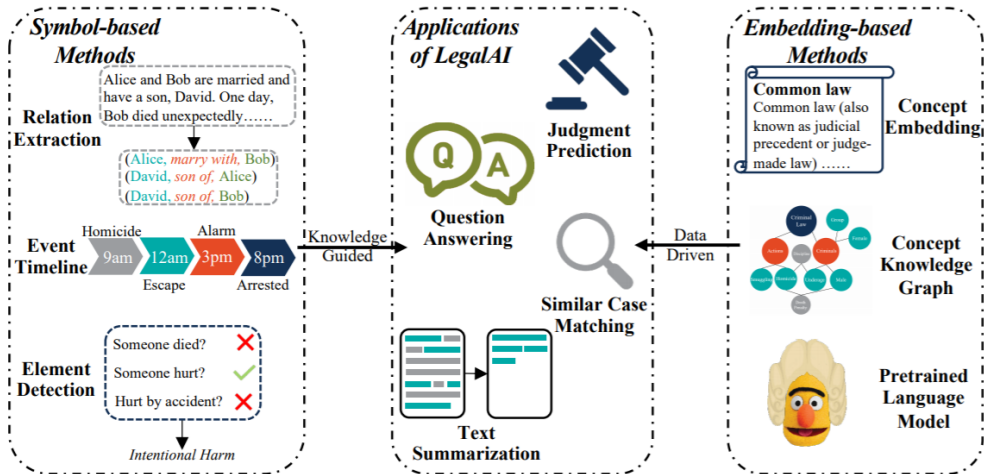 Symbol-based
Methods
Relation
Extraction
Alice and Bob are married and
have a son, David. One day,
Bob died unexpectedly……
(Alice, marry with, Bob)
(David, son of, Alice)
(David, son of, Bob)
Event
Timeline
Homicide
Alarm
9am
12am
3pm
8pm
Escape
Arrested
Element
Detection
Someone died?
Someone hurt?
Hurt by accident?
Intentional Harm
Knowledge
Guided
Applications
of LegalAI
Judgment
Prediction
Q
A
Question
Answering
Similar Case
Matching
Text
Summarization
Data
Driven
Embedding-based
Methods
Common law
Common law (also
known as judicial
precedent or judge-
made law) ……
Concept
Embedding
Criminal
Law
Group
Actions
Criminals
Smuggling
Homicide
Concept
Knowledge
Graph
Pretrained
Language
Model